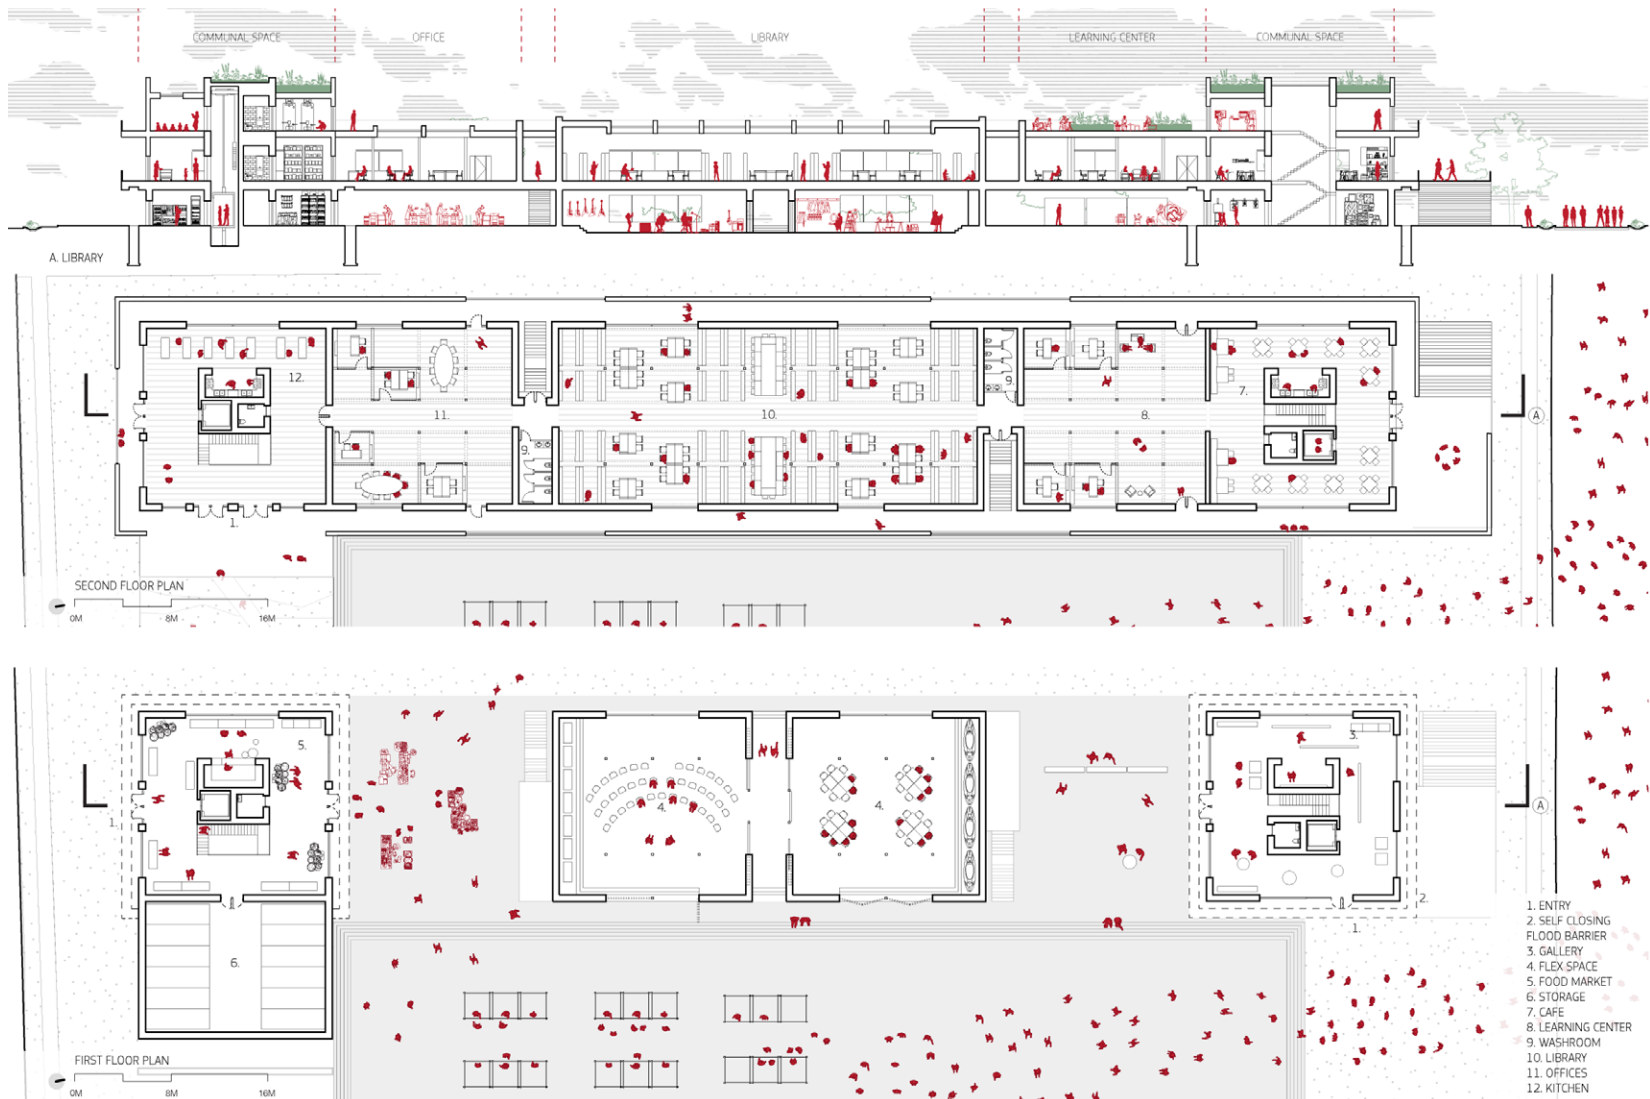 COMMUNAL SPACE
OFFICE
LIBRARY
LEARNING CENTER
COMMUNAL SPACE
A. LIBRARY
12.
11.
9.
10.
9.
8.
7.
A
1.
SECOND FLOOR PLAN
0M 8M 16M
5.
1.
4.
4.
3.
A
2.
1.
6.
FIRST FLOOR PLAN
0M 8M 16M
1. ENTRY
2. SELF CLOSING
FLOOD BARRIER
3. GALLERY
4. FLEX SPACE
5. FOOD MARKET
6. STORAGE
7. CAFE
8. LEARNING CENTER
9. WASHROOM
10. LIBRARY
11. OFFICES
12. KITCHEN